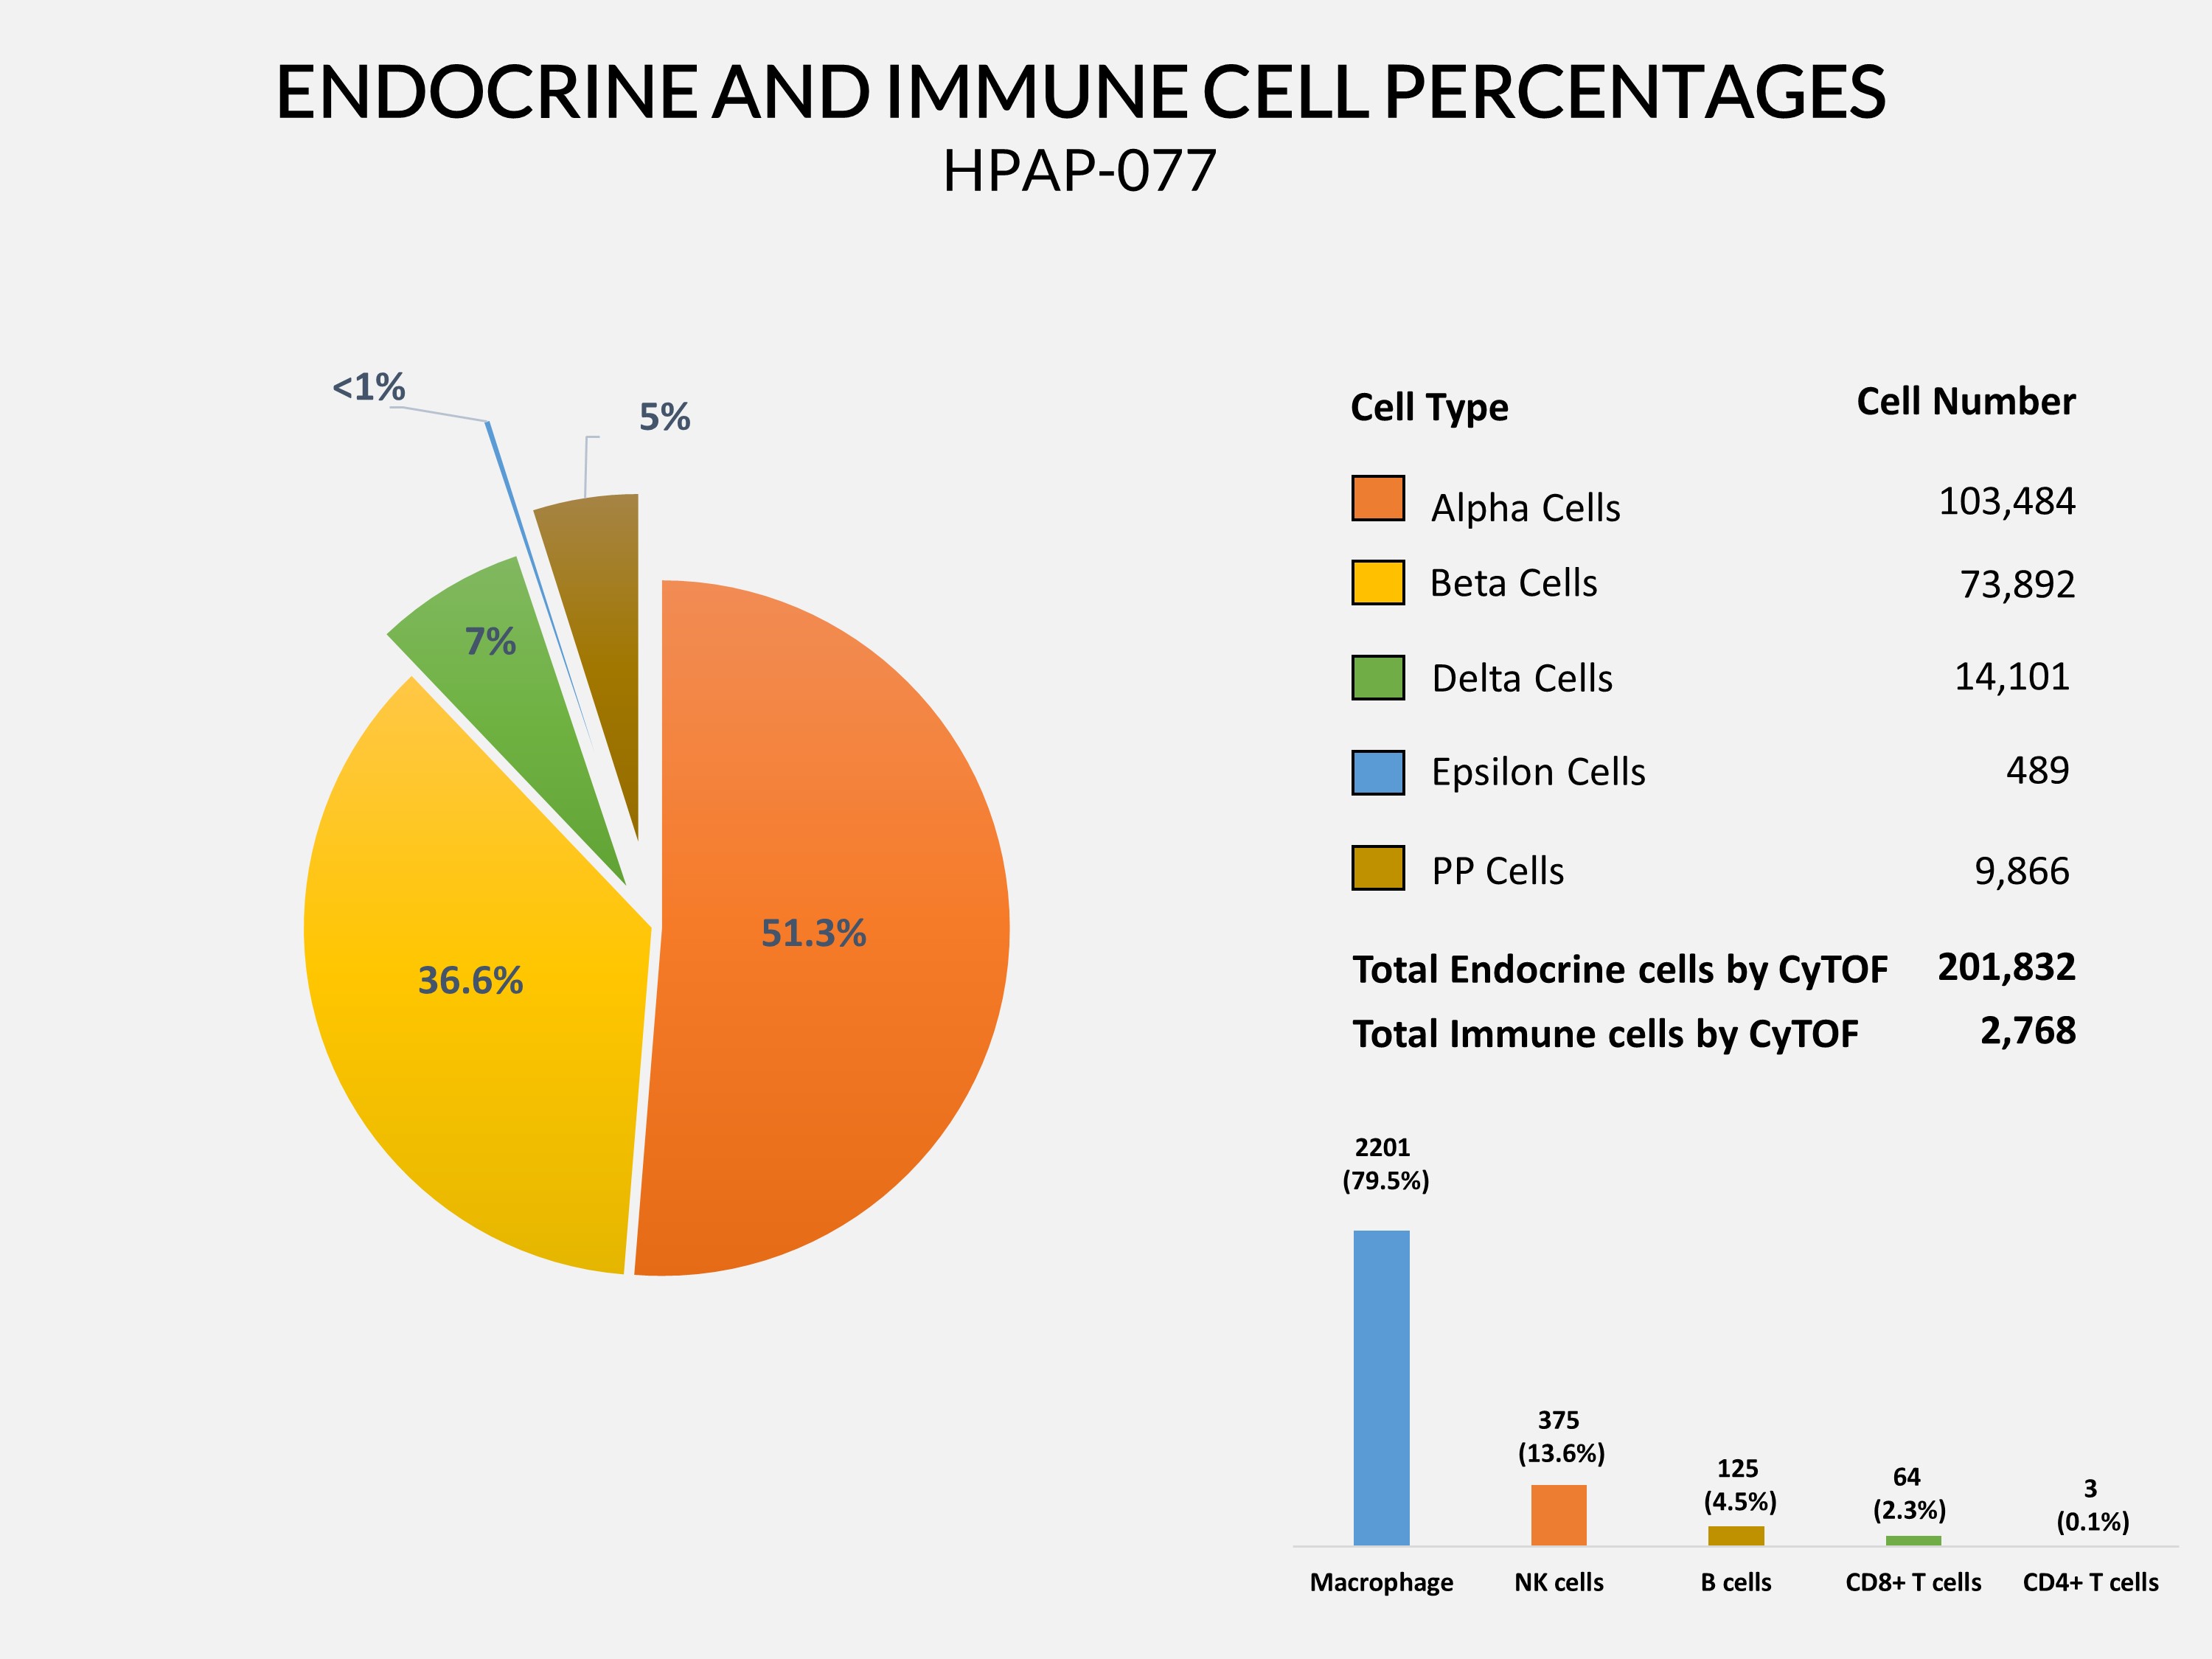 ENDOCRINE AND IMMUNE CELL PERCENTAGES
HPAP-077
<1%
5%
7%
51.3%
36.6%
Cell Type Cell Number
Alpha Cells 103,484
Beta Cells 73,892
Delta Cells 14,101
Epsilon Cells 489
PP Cells 9,866
Total Endocrine cells by CyTOF 201,832
Total Immune cells by CyTOF 2,768
2201
(79.5%)
375
(13.6%)
125
(4.5%)
64
(2.3%)
3
(0.1%)
Macrophage NK cells B cells CD8+ T cells CD4+ T cells